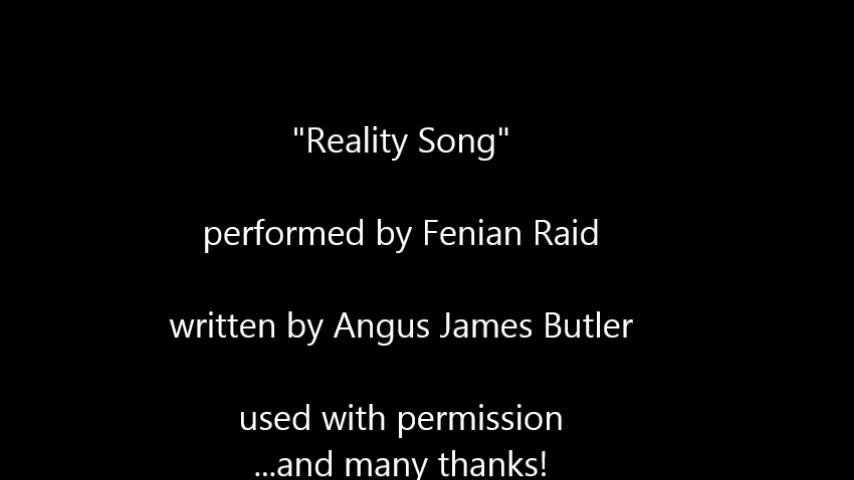 "Reality Song"
performed by Fenian Raid
written by Angus James Butler
used with permission
...and many thanks!